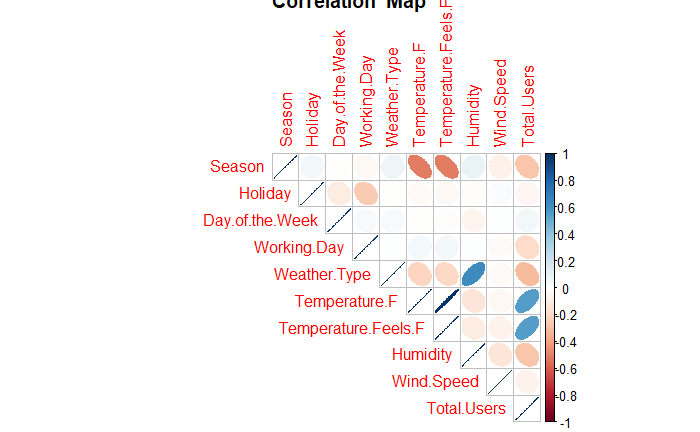 Correlation Map
Season
Holiday
Day.of.the.Week
Working.Day
Weather.Type
Temperature.F
Temperature.Feels.F
Humidity
Wind.Speed
Total.Users
Season
Holiday
Day.of.the.Week
Working.Day
Weather.Type
Temperature.F
Temperature.Feels.F
Humidity
Wind.Speed
Total.Users
1
0.8
0.6
0.4
0.2
0
-0.2
-0.4
-0.6
-0.8
-1